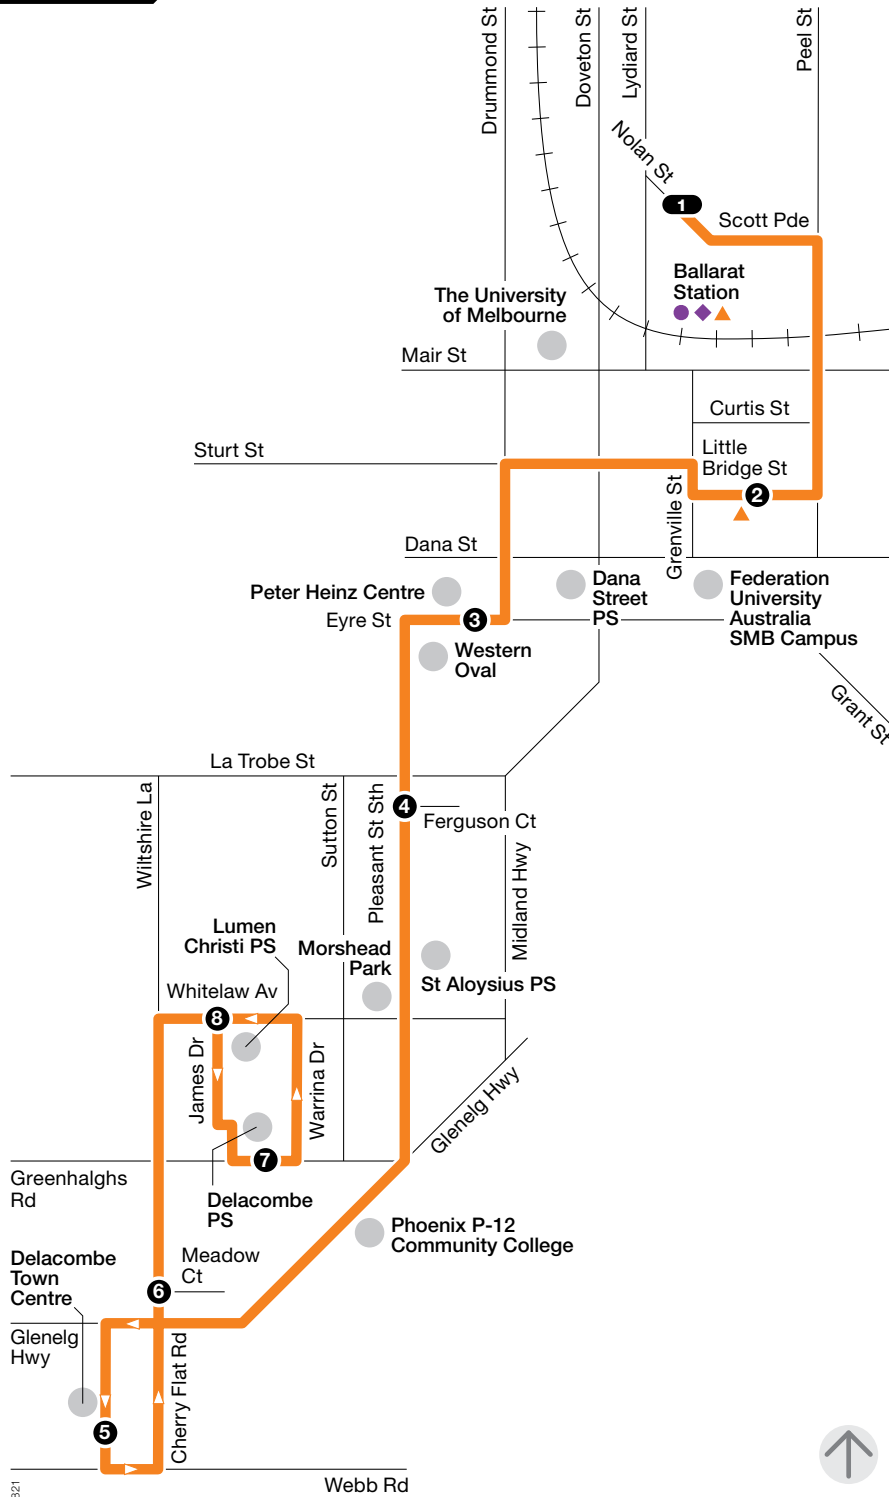 Drummond St
Doveton St
Lydiard St
Peel St
Nolan St
1
Scott Pde
Ballarat
Station
The University
of Melbourne
Mair St
Curtis St
Sturt St
Little
Bridge St
2
Grenville St
Dana St
Peter Heinz Centre
Dana
Street
PS
Federation
University
Australia
SMB Campus
Eyre St
3
Western
Oval
Grant St
La Trobe St
Wiltshire La
Sutton St
Pleasant St Sth
4
Ferguson Ct
Midland Hwy
Lumen
Christi PS
Morshead
Park
St Aloysius PS
Whitelaw Av
8
James Dr
Warrina Dr
Glenelg Hwy
7
Greenhalghs
Rd
Delacombe
PS
Phoenix P-12
Community College
Delacombe
Town
Centre
Meadow
Ct
6
Glenelg
Hwy
Cherry Flat Rd
5
Webb Rd